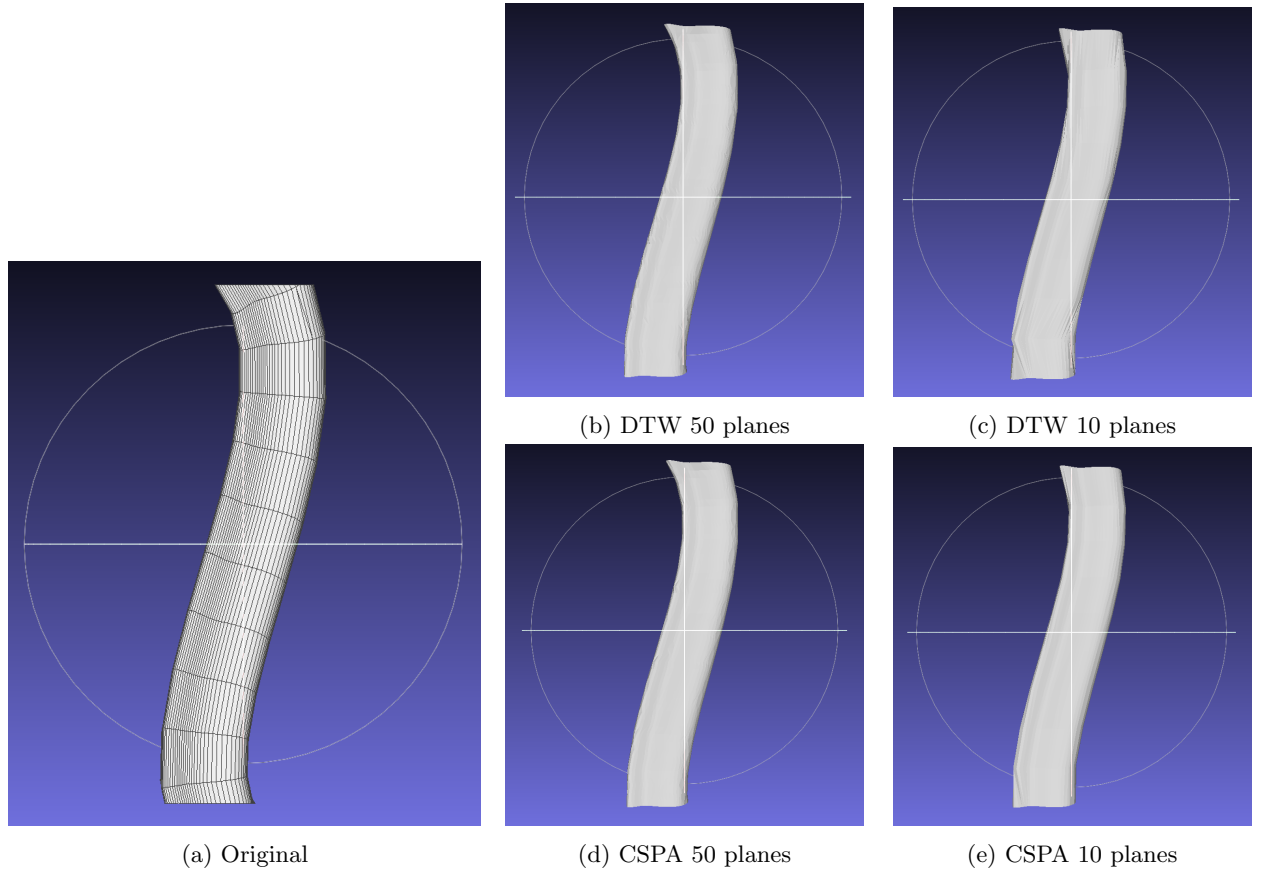 (a) Original
(b) DTW 50 planes
(c) DTW 10 planes
(d) CSPA 50 planes
(e) CSPA 10 planes